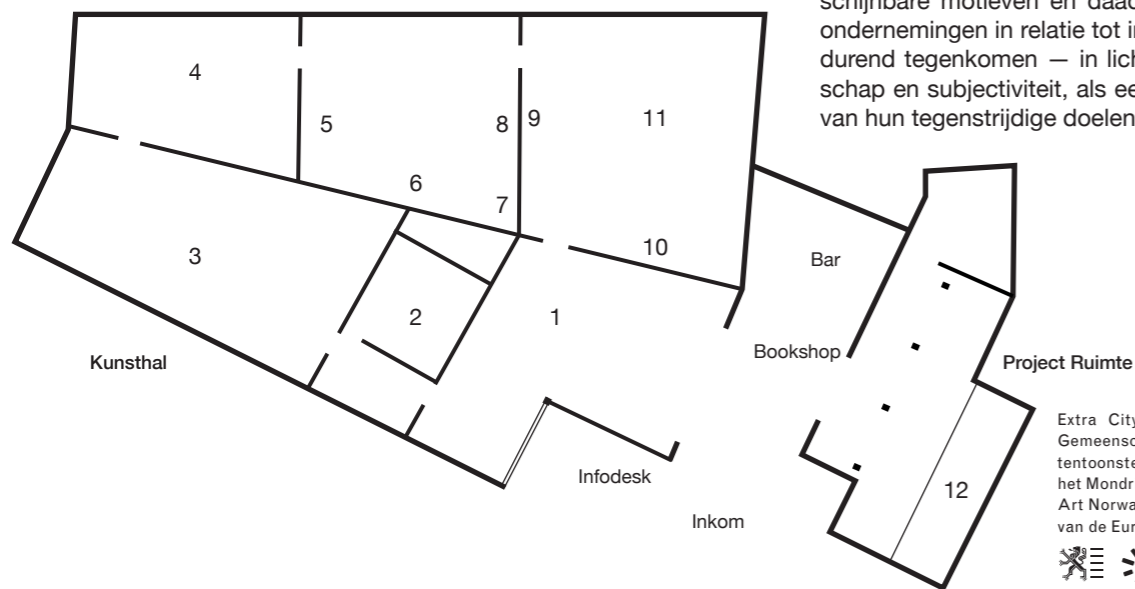 schijnbare motieven en daad
ondernemingen in relatie tot in
durend tegenkomen — in lich
schap en subjectiviteit, als ee
van hun tegenstrijdige doelen
4
5
8
9
11
6
7
10
3
2
1
Bar
Bookshop
Kunsthal
Project Ruimte
Infodesk
Inkom
12
Extra City
Gemeensc
tentoonste
het Mondr
Art Norwa
van de Eur